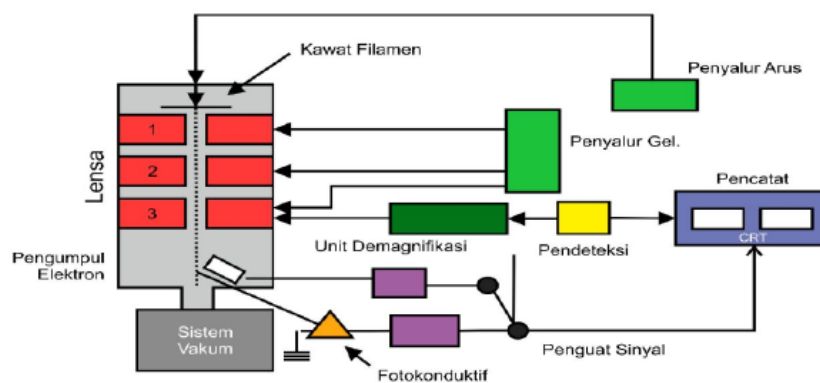 Kawat Filamen
Penyalur Arus
Lensa
1
2
3
Penyalur Gel.
Pencatat
CRT
Unit Demagnifikasi
Pendeteksi
Pengumpul
Elektron
Sistem
Vakum
Penguat Sinyal
Fotokonduktif